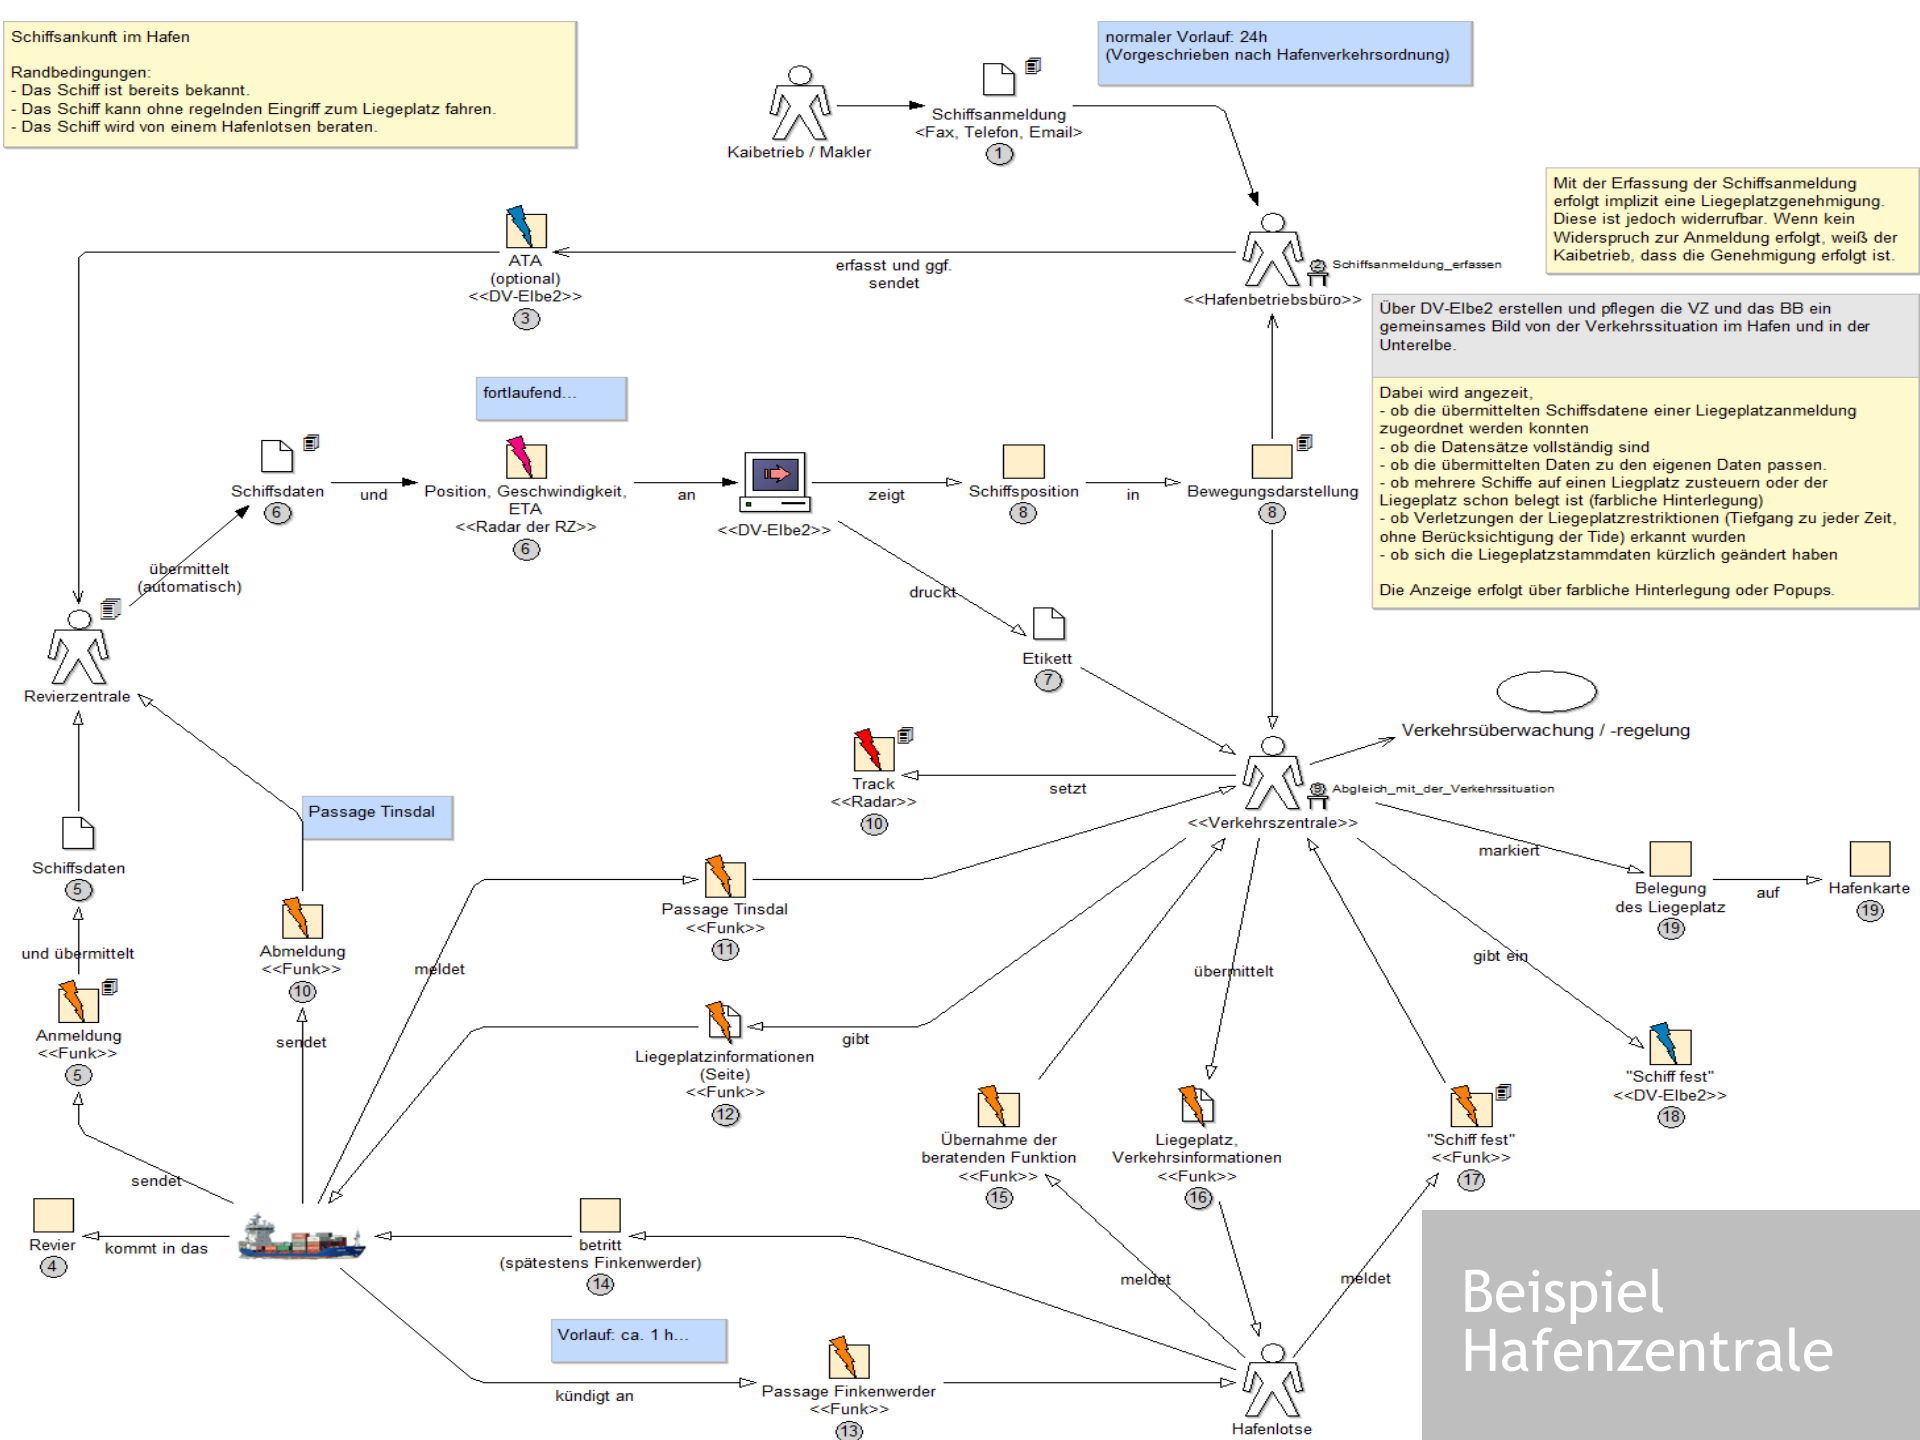 Schiffsankunft im Hafen
Randbedingungen:
- Das Schiff ist bereits bekannt.
- Das Schiff kann ohne regelnden Eingriff zum Liegeplatz fahren.
- Das Schiff wird von einem Hafenlotsen beraten.
normaler Vorlauf: 24h
(Vorgeschrieben nach Hafenverkehrsordnung)
Kaibetrieb / Makler
Schiffsanmeldung
<Fax, Telefon, Email>
1
Mit der Erfassung der Schiffsanmeldung
erfolgt implizit eine Liegeplatzgenehmigung.
Diese ist jedoch widerrufbar. Wenn kein
Widerspruch zur Anmeldung erfolgt, weiß der
Kaibetrieb, dass die Genehmigung erfolgt ist.
ATA
(optional)
<<DV-Elbe2>>
3
erfasst und ggf.
sendet
2
Schiffsanmeldung_erfassen
<<Hafenbetriebsbüro>>
Über DV-Elbe2 erstellen und pflegen die VZ und das BB ein
gemeinsames Bild von der Verkehrssituation im Hafen und in der
Unterelbe.
Dabei wird angezeit,
- ob die übermittelten Schiffsdatene einer Liegeplatzanmeldung
zugeordnet werden konnten
- ob die Datensätze vollständig sind
- ob die übermittelten Daten zu den eigenen Daten passen.
- ob mehrere Schiffe auf einen Liegplatz zusteuern oder der
Liegeplatz schon belegt ist (farbliche Hinterlegung)
- ob Verletzungen der Liegeplatzrestriktionen (Tiefgang zu jeder Zeit,
ohne Berücksichtigung der Tide) erkannt wurden
- ob sich die Liegeplatzstammdaten kürzlich geändert haben
Die Anzeige erfolgt über farbliche Hinterlegung oder Popups.
fortlaufend...
Schiffsdaten
6
und
Position, Geschwindigkeit,
ETA
<<Radar der RZ>>
6
an
<<DV-Elbe2>>
zeigt
Schiffsposition
8
in
Bewegungsdarstellung
8
übermittelt
(automatisch)
druckt
Etikett
7
Revierzentrale
Verkehrsüberwachung / -regelung
Track
<<Radar>>
10
setzt
9
Abgleich_mit_der_Verkehrssituation
<<Verkehrszentrale>>
Passage Tinsdal
Schiffsdaten
5
markiert
Belegung
des Liegeplatz
19
auf
Hafenkarte
19
Passage Tinsdal
<<Funk>>
11
und übermittelt
Abmeldung
<<Funk>>
10
meldet
übermittelt
gibt ein
Anmeldung
<<Funk>>
5
sendet
Liegeplatzinformationen
(Seite)
<<Funk>>
12
gibt
"Schiff fest"
<<DV-Elbe2>>
18
Übernahme der
beratenden Funktion
<<Funk>>
15
Liegeplatz,
Verkehrsinformationen
<<Funk>>
16
"Schiff fest"
<<Funk>>
17
sendet
Revier
4
kommt in das
betritt
(spätestens Finkenwerder)
14
meldet
meldet
Vorlauf: ca. 1 h...
kündigt an
Passage Finkenwerder
<<Funk>>
13
Hafenlotse
Beispiel
Hafenzentrale